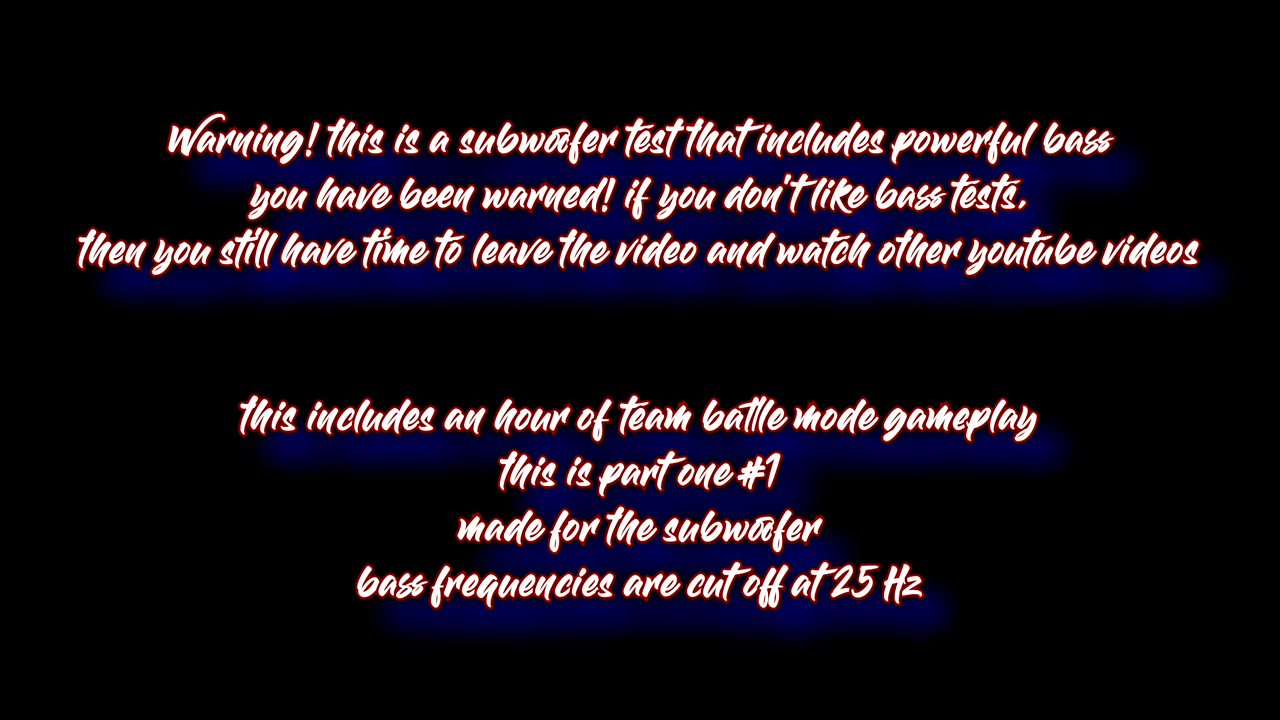 Warning! this is a subwoofer test that includes powerful bass
you have been warned! if you don't like bass tests,
then you still have time to leave the video and watch other youtube videos
this includes an hour of team battle mode gameplay
this is part one #1
made for the subwoofer
bass frequencies are cut off at 25 Hz